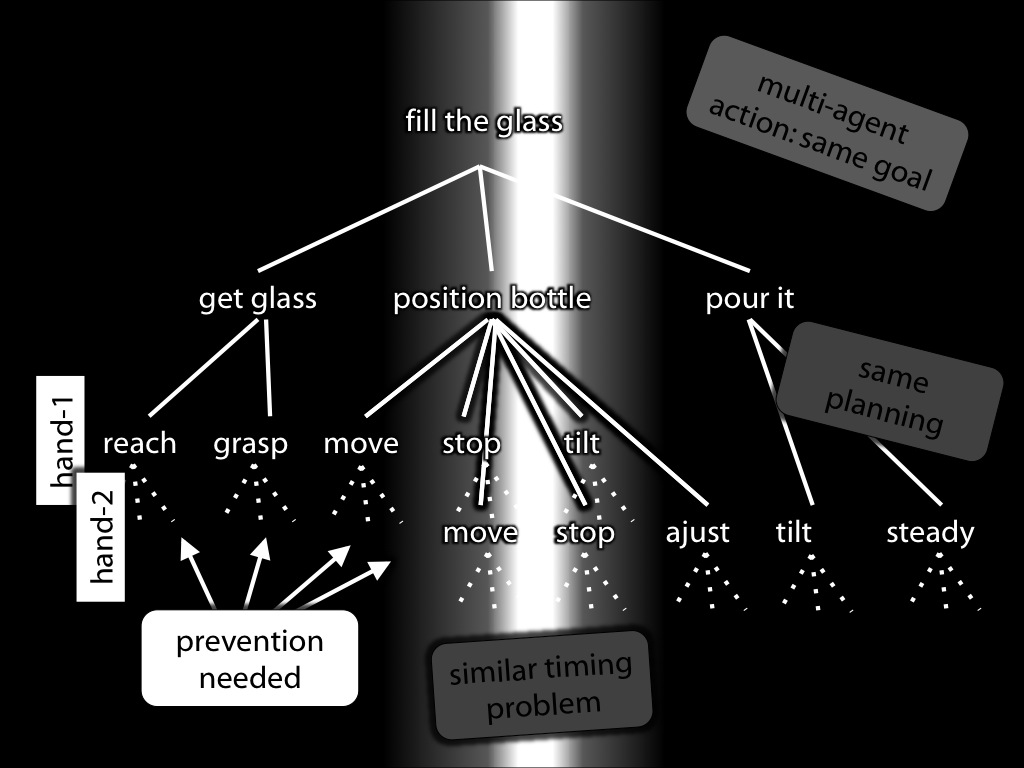 multi-agent
action: same goal
fill the glass
get glass
position bottle
pour it
same
planning
hand-1
reach
grasp
move
stop
tilt
hand-2
move
stop
ajust
tilt
steady
prevention
needed
similar timing
problem